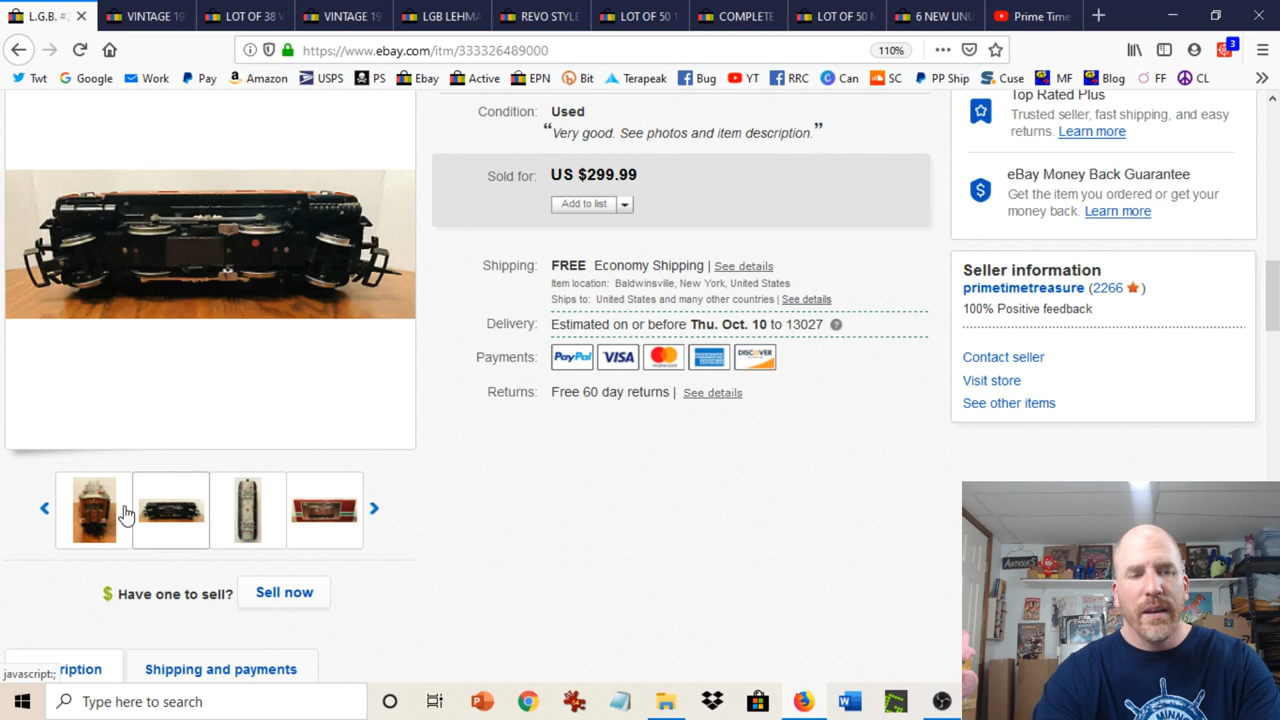 L.G.B. #2
VINTAGE 19
LOT OF 38 V
VINTAGE 19
LGB LEHMA
REVO STYLE
LOT OF 50 1
COMPLETE
LOT OF 50 M
6 NEW UNU
Prime Time
https://www.ebay.com/itm/333326489000
110%
3
Twt
Google
Work
Pay
Amazon
USPS
PS
Ebay
Active
EPN
Bit
Terapeak
Bug
YT
RRC
Can
SC
PP Ship
Cuse
MF
Blog
FF
CL
Condition: Used
“Very good. See photos and item description.”
Sold for: US $299.99
Add to list
Shipping: FREE Economy Shipping | See details
Item location: Baldwinsville, New York, United States
Ships to: United States and many other countries | See details
Delivery: Estimated on or before Thu. Oct. 10 to 13027
Payments: PayPal VISA MasterCard AMERICAN EXPRESS DISCOVER
Returns: Free 60 day returns | See details
Top Rated Plus
Trusted seller, fast shipping, and easy
returns. Learn more
eBay Money Back Guarantee
Get the item you ordered or get your
money back. Learn more
Seller information
primetimetreasure (2266 )
100% Positive feedback
Contact seller
Visit store
See other items
Have one to sell? Sell now
javascript:;
ription
Shipping and payments
ANTIQUES
Type here to search